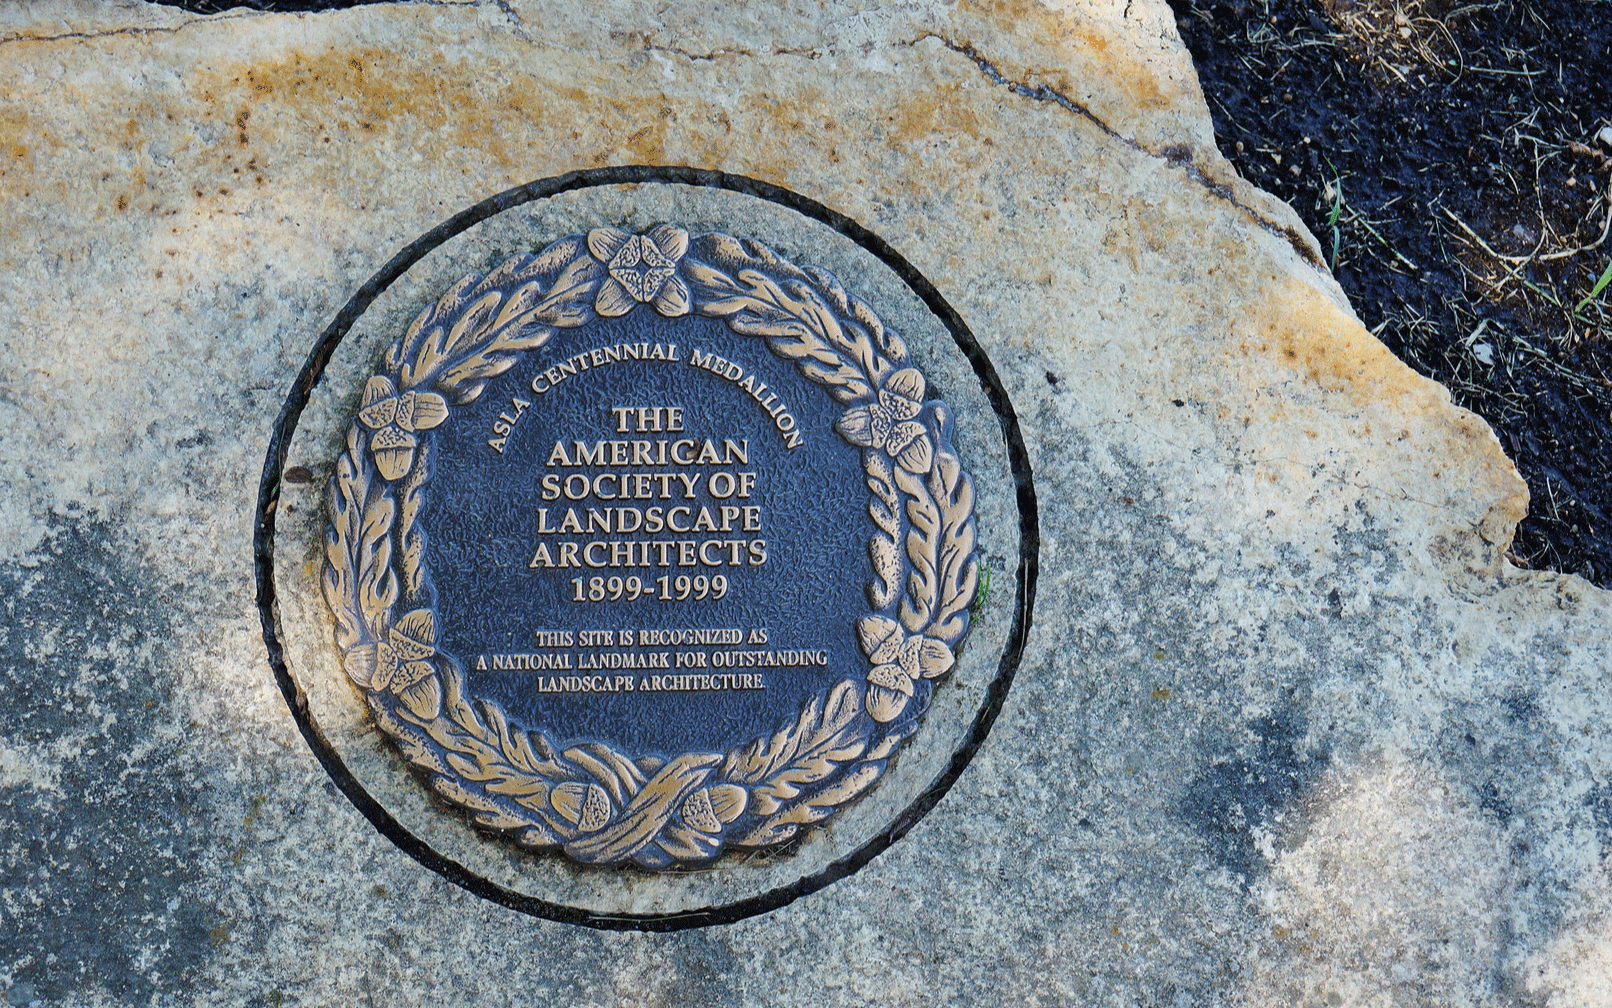 ASLA CENTENNIAL MEDALLION
THE
AMERICAN
SOCIETY OF
LANDSCAPE
ARCHITECTS
1899-1999
THIS SITE IS RECOGNIZED AS
A NATIONAL LANDMARK FOR OUTSTANDING
LANDSCAPE ARCHITECTURE.